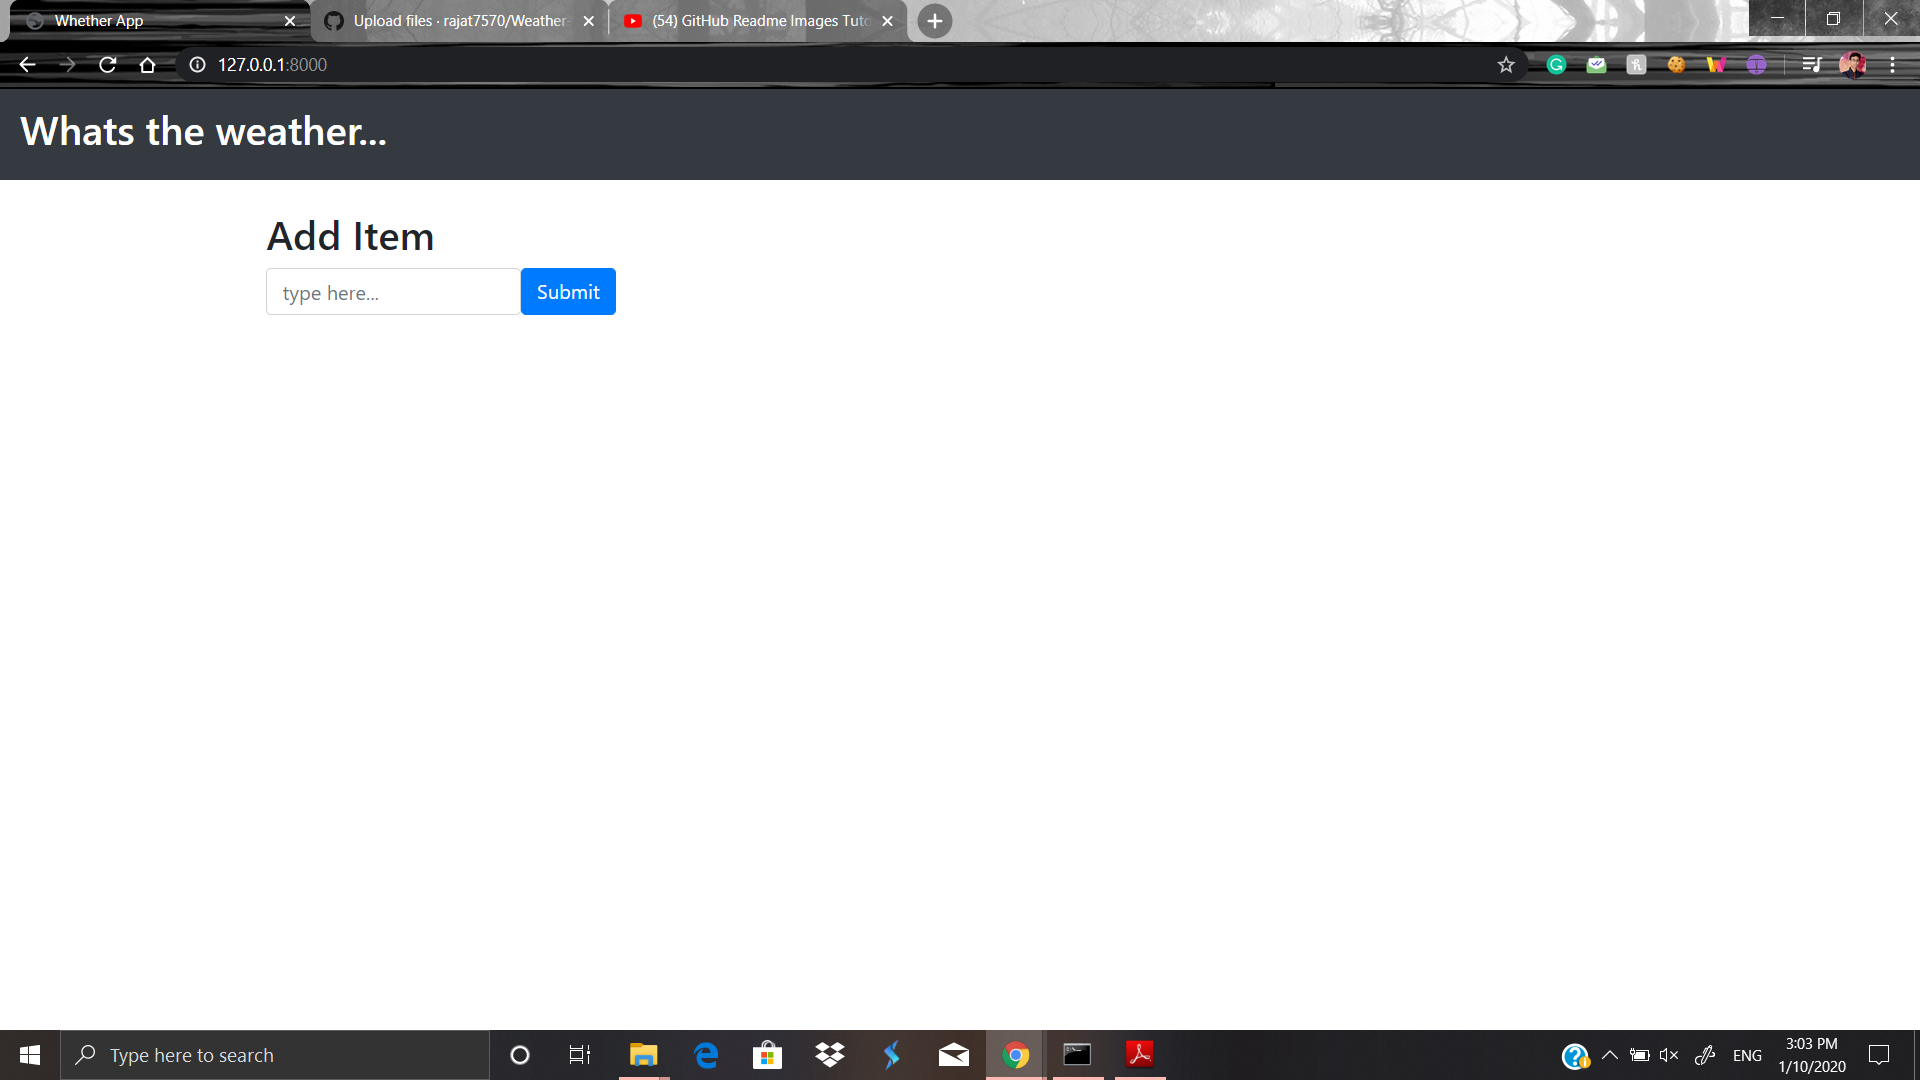 Whether App
Upload files · rajat7570/Weather
(54) GitHub Readme Images Tuto
127.0.0.1:8000
Whats the weather...
Add Item
type here...
Submit
Type here to search
ENG
3:03 PM
1/10/2020